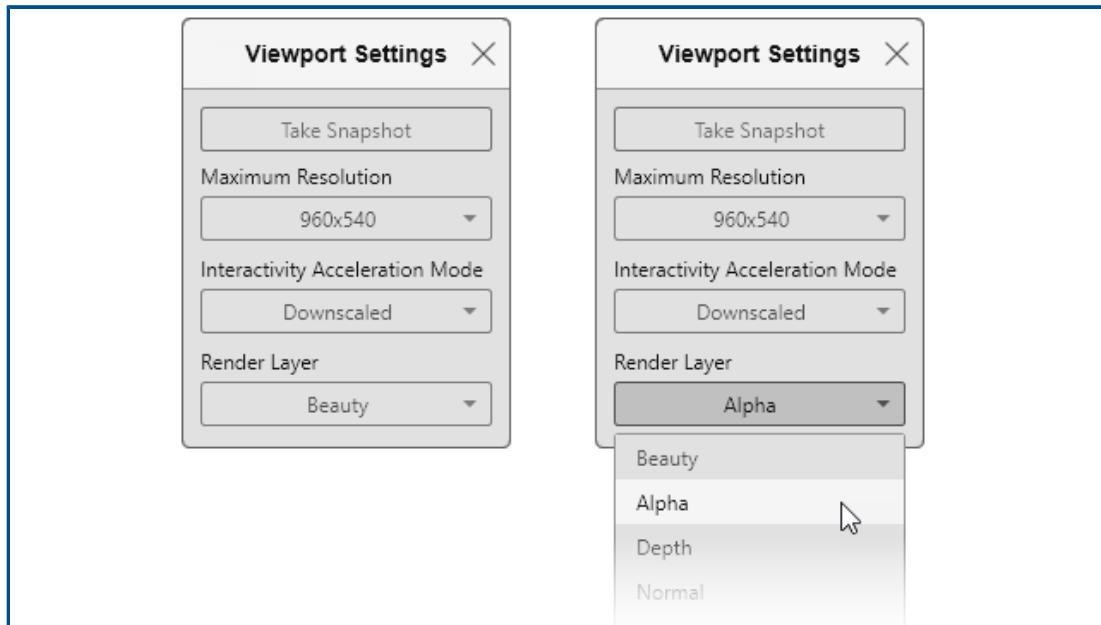 Viewport Settings
Take Snapshot
Maximum Resolution
960x540
Interactivity Acceleration Mode
Downscaled
Render Layer
Beauty
Viewport Settings
Take Snapshot
Maximum Resolution
960x540
Interactivity Acceleration Mode
Downscaled
Render Layer
Alpha
Beauty
Alpha
Depth
Normal